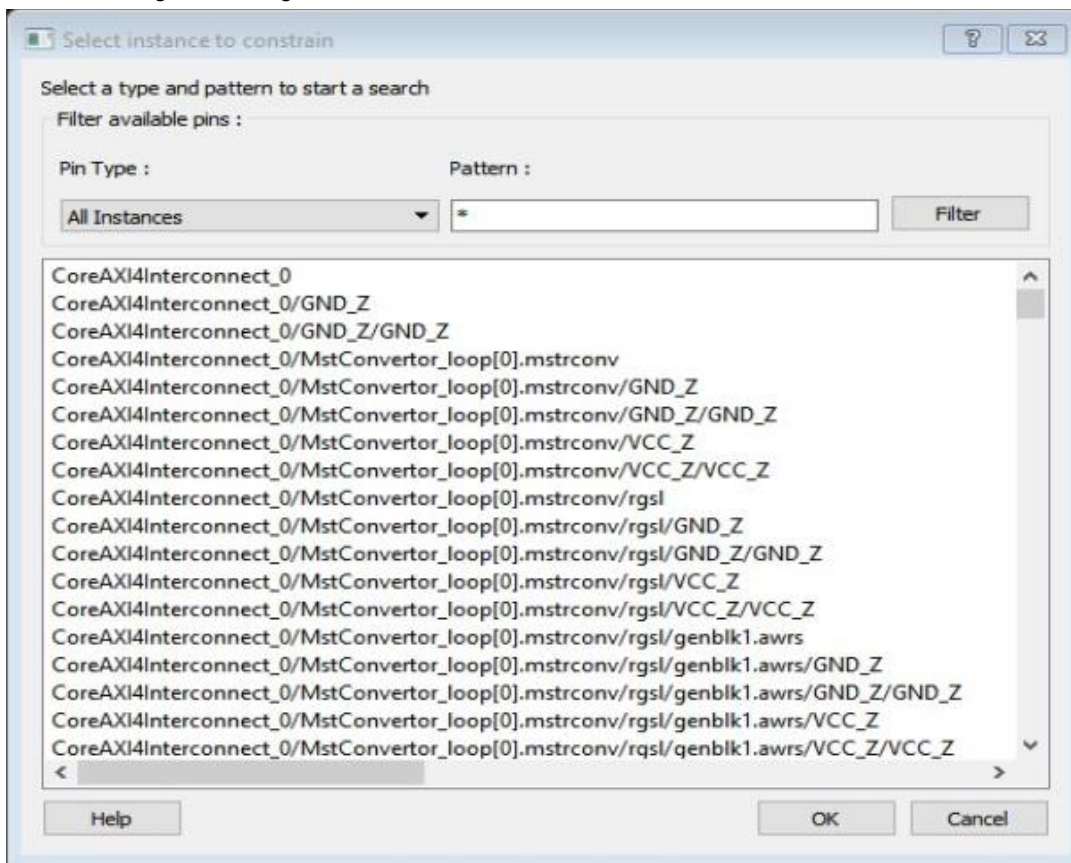 Select instance to constrain
Select a type and pattern to start a search
Filter available pins :
Pin Type : Pattern :
All Instances * Filter
CoreAXI4Interconnect_0
CoreAXI4Interconnect_0/GND_Z
CoreAXI4Interconnect_0/GND_Z/GND_Z
CoreAXI4Interconnect_0/MstConvertor_loop[0].mstrconv
CoreAXI4Interconnect_0/MstConvertor_loop[0].mstrconv/GND_Z
CoreAXI4Interconnect_0/MstConvertor_loop[0].mstrconv/GND_Z/GND_Z
CoreAXI4Interconnect_0/MstConvertor_loop[0].mstrconv/VCC_Z
CoreAXI4Interconnect_0/MstConvertor_loop[0].mstrconv/VCC_Z/VCC_Z
CoreAXI4Interconnect_0/MstConvertor_loop[0].mstrconv/rgsl
CoreAXI4Interconnect_0/MstConvertor_loop[0].mstrconv/rgsl/GND_Z
CoreAXI4Interconnect_0/MstConvertor_loop[0].mstrconv/rgsl/GND_Z/GND_Z
CoreAXI4Interconnect_0/MstConvertor_loop[0].mstrconv/rgsl/VCC_Z
CoreAXI4Interconnect_0/MstConvertor_loop[0].mstrconv/rgsl/VCC_Z/VCC_Z
CoreAXI4Interconnect_0/MstConvertor_loop[0].mstrconv/rgsl/genblk1.awrs
CoreAXI4Interconnect_0/MstConvertor_loop[0].mstrconv/rgsl/genblk1.awrs/GND_Z
CoreAXI4Interconnect_0/MstConvertor_loop[0].mstrconv/rgsl/genblk1.awrs/GND_Z/GND_Z
CoreAXI4Interconnect_0/MstConvertor_loop[0].mstrconv/rgsl/genblk1.awrs/VCC_Z
CoreAXI4Interconnect_0/MstConvertor_loop[0].mstrconv/rgsl/genblk1.awrs/VCC_Z/VCC_Z
Help OK Cancel